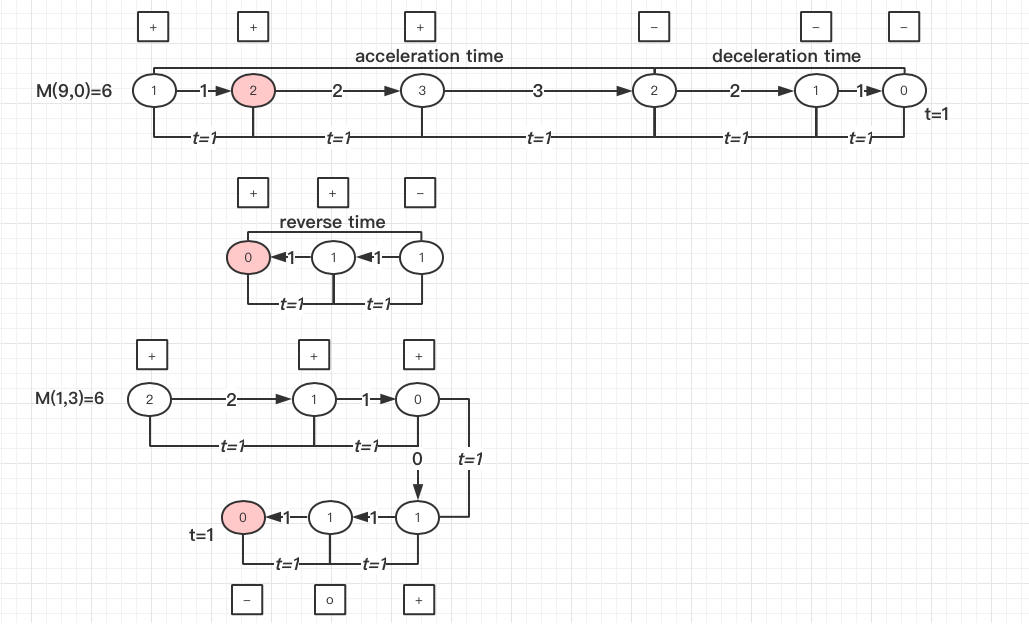 + + + − − −
acceleration time deceleration time
M(9,0)=6 1 1 2 2 3 3 2 2 1 1 0
t=1
t=1 t=1 t=1 t=1 t=1
+ + −
reverse time
0 1 1 1 1
t=1 t=1
+ + +
M(1,3)=6 2 2 1 1 0
t=1 t=1
0 t=1
0 1 1 1 1
t=1
t=1 t=1
− o +